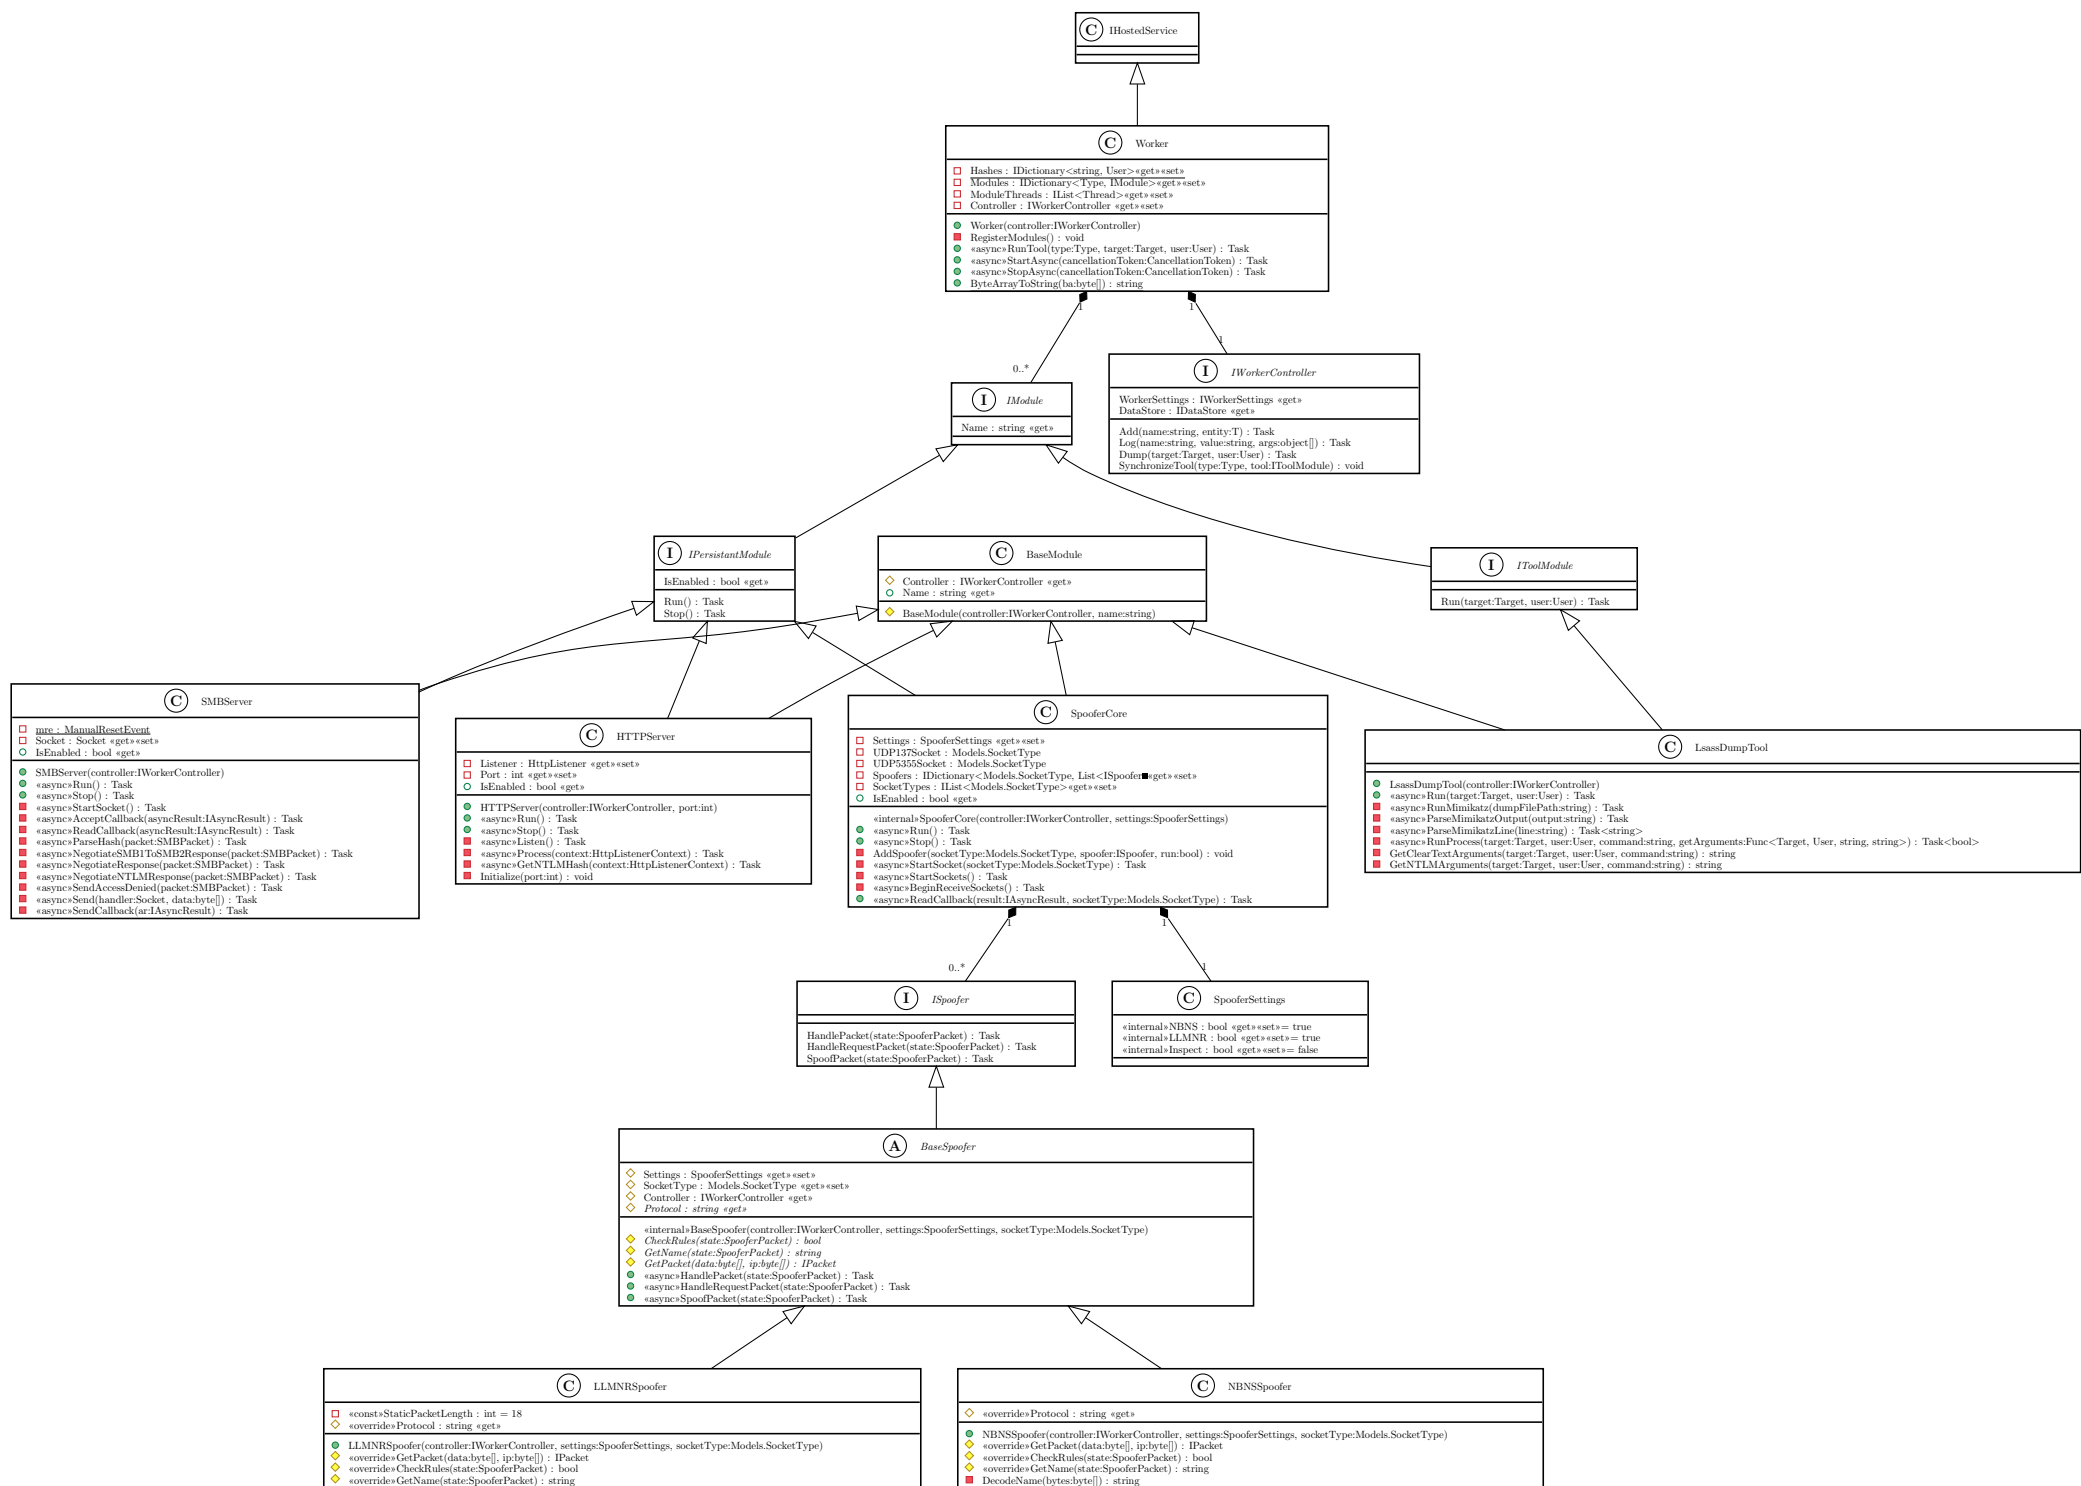 C IHostedService
C Worker
Hashes : IDictionary<string, User>«get»«set»
Modules : IDictionary<Type, IModule>«get»«set»
ModuleThreads : IList<Thread>«get»«set»
Controller : IWorkerController «get»«set»
Worker(controller:IWorkerController)
RegisterModules() : void
«async»RunTool(type:Type, target:Target, user:User) : Task
«async»StartAsync(cancellationToken:CancellationToken) : Task
«async»StopAsync(cancellationToken:CancellationToken) : Task
ByteArrayToString(ba:byte[]) : string
1
1
0..*
1
I IModule
Name : string «get»
I IWorkerController
WorkerSettings : IWorkerSettings «get»
DataStore : IDataStore «get»
Add(name:string, entity:T) : Task
Log(name:string, value:string, args:object[]) : Task
Dump(target:Target, user:User) : Task
SynchronizeTool(type:Type, tool:IToolModule) : void
I IPersistantModule
IsEnabled : bool «get»
Run() : Task
Stop() : Task
C BaseModule
Controller : IWorkerController «get»
Name : string «get»
BaseModule(controller:IWorkerController, name:string)
I IToolModule
Run(target:Target, user:User) : Task
C SMBServer
mre : ManualResetEvent
Socket : Socket «get»«set»
IsEnabled : bool «get»
SMBServer(controller:IWorkerController)
«async»Run() : Task
«async»Stop() : Task
«async»StartSocket() : Task
«async»AcceptCallback(asyncResult:IAsyncResult) : Task
«async»ReadCallback(asyncResult:IAsyncResult) : Task
«async»ParseHash(packet:SMBPacket) : Task
«async»NegotiateSMB1ToSMB2Response(packet:SMBPacket) : Task
«async»NegotiateResponse(packet:SMBPacket) : Task
«async»NegotiateNTLMResponse(packet:SMBPacket) : Task
«async»SendAccessDenied(packet:SMBPacket) : Task
«async»Send(handler:Socket, data:byte[]) : Task
«async»SendCallback(ar:IAsyncResult) : Task
C HTTPServer
Listener : HttpListener «get»«set»
Port : int «get»«set»
IsEnabled : bool «get»
HTTPServer(controller:IWorkerController, port:int)
«async»Run() : Task
«async»Stop() : Task
«async»Listen() : Task
«async»Process(context:HttpListenerContext) : Task
«async»GetNTLMHash(context:HttpListenerContext) : Task
Initialize(port:int) : void
C SpooferCore
Settings : SpooferSettings «get»«set»
UDP137Socket : Models.SocketType
UDP5355Socket : Models.SocketType
Spoofers : IDictionary<Models.SocketType, List<ISpoofer■«get»«set»
SocketTypes : IList<Models.SocketType>«get»«set»
IsEnabled : bool «get»
«internal»SpooferCore(controller:IWorkerController, settings:SpooferSettings)
«async»Run() : Task
«async»Stop() : Task
AddSpoofer(socketType:Models.SocketType, spoofer:ISpoofer, run:bool) : void
«async»StartSocket(socketType:Models.SocketType) : Task
«async»StartSockets() : Task
«async»BeginReceiveSockets() : Task
«async»ReadCallback(result:IAsyncResult, socketType:Models.SocketType) : Task
C LsassDumpTool
LsassDumpTool(controller:IWorkerController)
«async»Run(target:Target, user:User) : Task
«async»RunMimikatz(dumpFilePath:string) : Task
«async»ParseMimikatzOutput(output:string) : Task
«async»ParseMimikatzLine(line:string) : Task<string>
«async»RunProcess(target:Target, user:User, command:string, getArguments:Func<Target, User, string, string>) : Task<bool>
GetClearTextArguments(target:Target, user:User, command:string) : string
GetNTLMArguments(target:Target, user:User, command:string) : string
1
1
0..*
1
I ISpoofer
HandlePacket(state:SpooferPacket) : Task
HandleRequestPacket(state:SpooferPacket) : Task
SpoofPacket(state:SpooferPacket) : Task
C SpooferSettings
«internal»NBNS : bool «get»«set»= true
«internal»LLMNR : bool «get»«set»= true
«internal»Inspect : bool «get»«set»= false
A BaseSpoofer
Settings : SpooferSettings «get»«set»
SocketType : Models.SocketType «get»«set»
Controller : IWorkerController «get»
Protocol : string «get»
«internal»BaseSpoofer(controller:IWorkerController, settings:SpooferSettings, socketType:Models.SocketType)
CheckRules(state:SpooferPacket) : bool
GetName(state:SpooferPacket) : string
GetPacket(data:byte[], ip:byte[]) : IPacket
«async»HandlePacket(state:SpooferPacket) : Task
«async»HandleRequestPacket(state:SpooferPacket) : Task
«async»SpoofPacket(state:SpooferPacket) : Task
C LLMNRSpoofer
«const»StaticPacketLength : int = 18
«override»Protocol : string «get»
LLMNRSpoofer(controller:IWorkerController, settings:SpooferSettings, socketType:Models.SocketType)
«override»GetPacket(data:byte[], ip:byte[]) : IPacket
«override»CheckRules(state:SpooferPacket) : bool
«override»GetName(state:SpooferPacket) : string
C NBNSSpoofer
«override»Protocol : string «get»
NBNSSpoofer(controller:IWorkerController, settings:SpooferSettings, socketType:Models.SocketType)
«override»GetPacket(data:byte[], ip:byte[]) : IPacket
«override»CheckRules(state:SpooferPacket) : bool
«override»GetName(state:SpooferPacket) : string
DecodeName(bytes:byte[]) : string